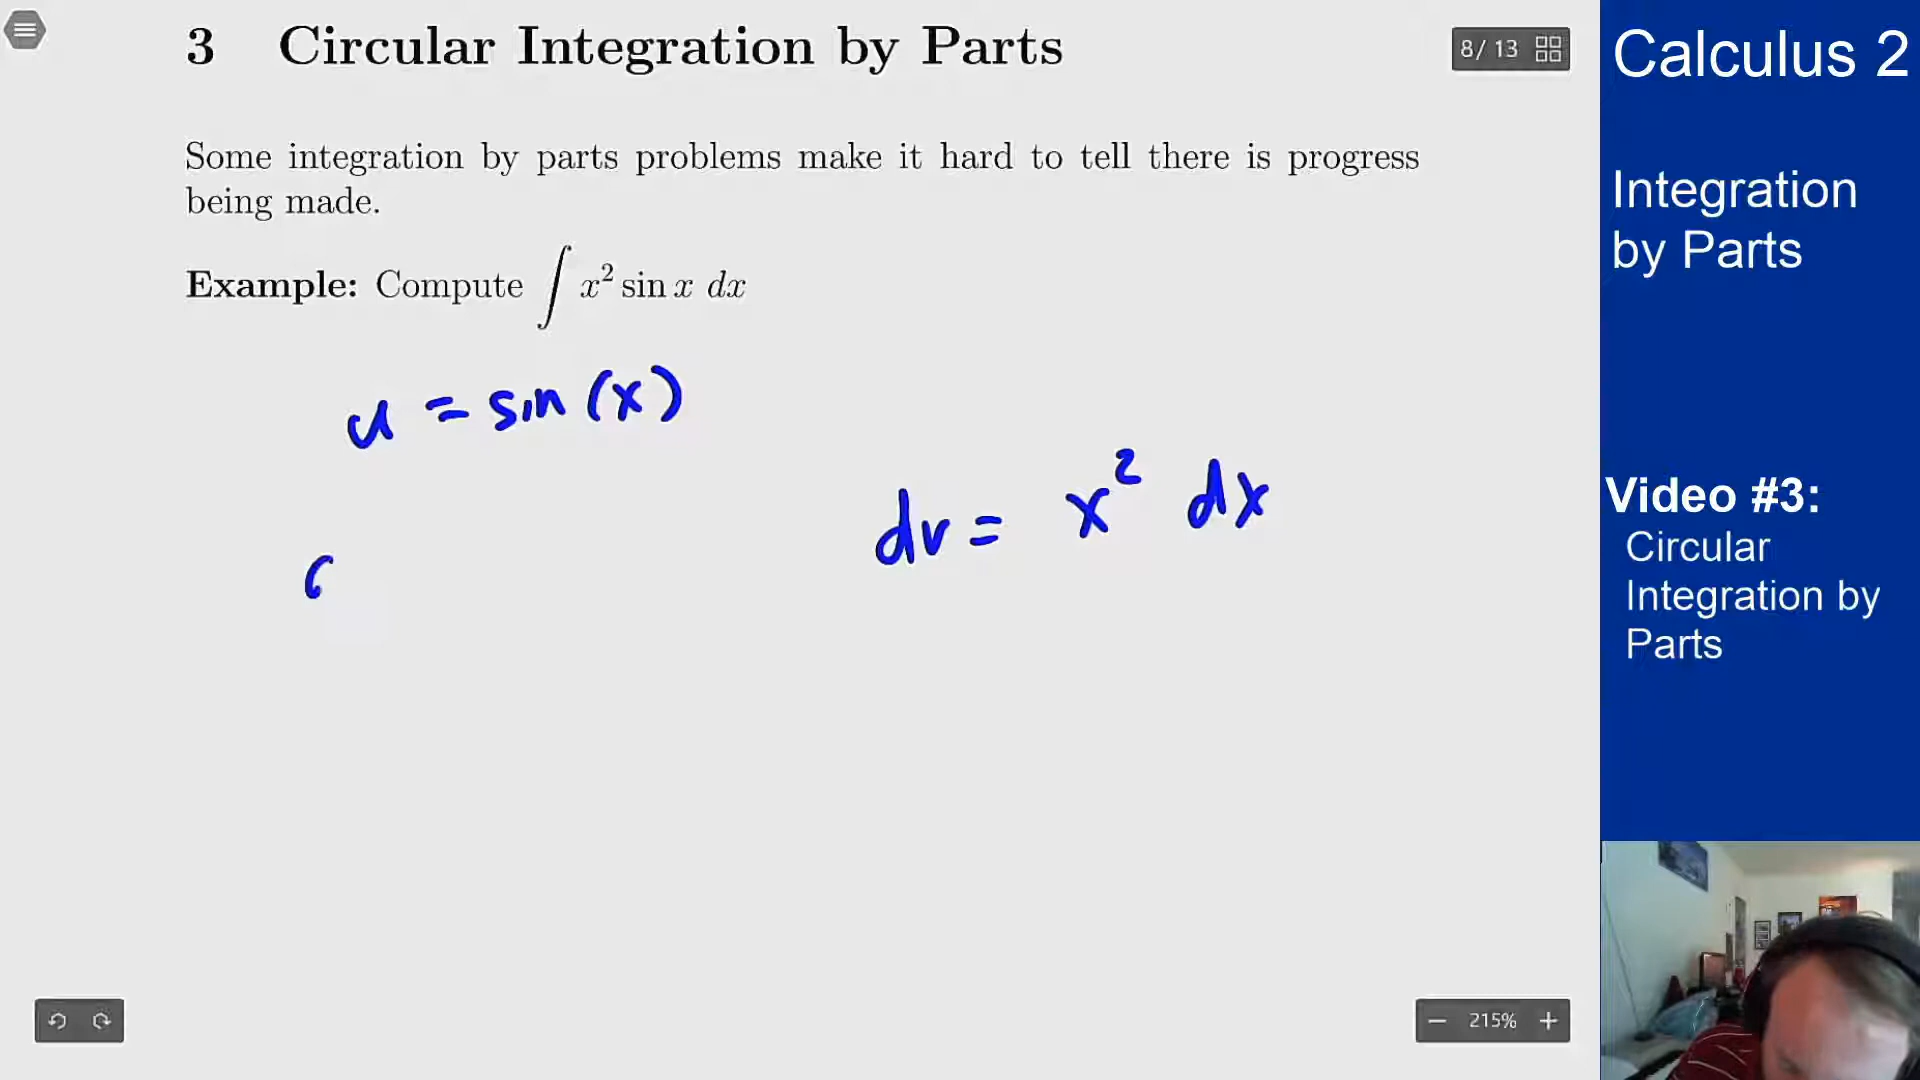 3 Circular Integration by Parts
8/ 13
Some integration by parts problems make it hard to tell there is progress
being made.
Example: Compute ∫ x² sin x dx
u = sin (x)
dv = x² dx
215%
Calculus 2
Integration
by Parts
Video #3:
Circular
Integration by
Parts